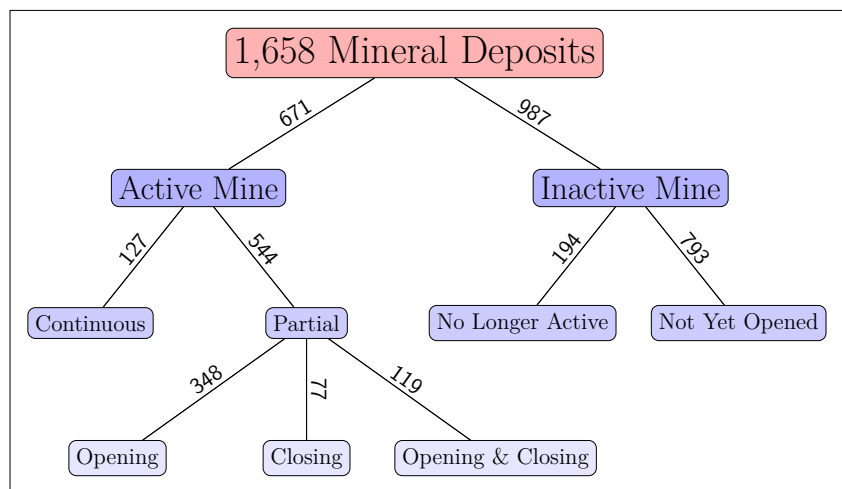 1,658 Mineral Deposits
671
987
Active Mine
Inactive Mine
127
544
194
793
Continuous
Partial
No Longer Active
Not Yet Opened
348
77
119
Opening
Closing
Opening & Closing